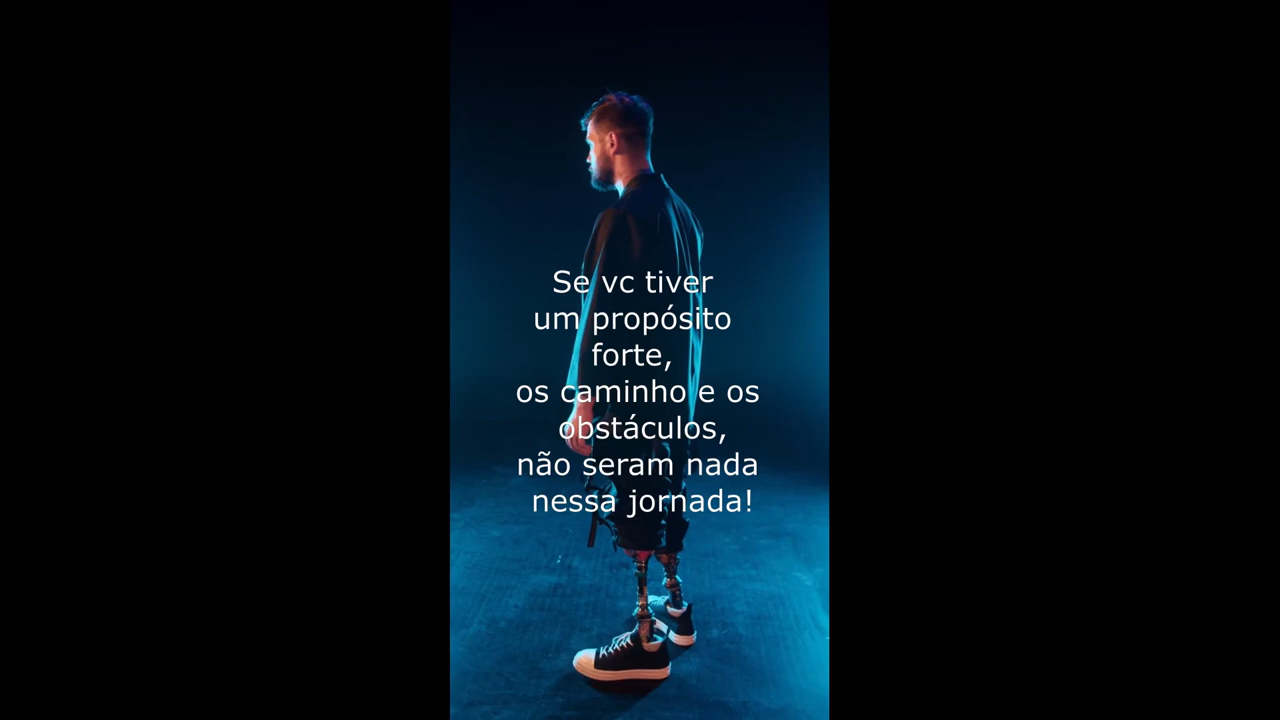 Se vc tiver
um propósito
forte,
os caminho e os
obstáculos,
não seram nada
nessa jornada!